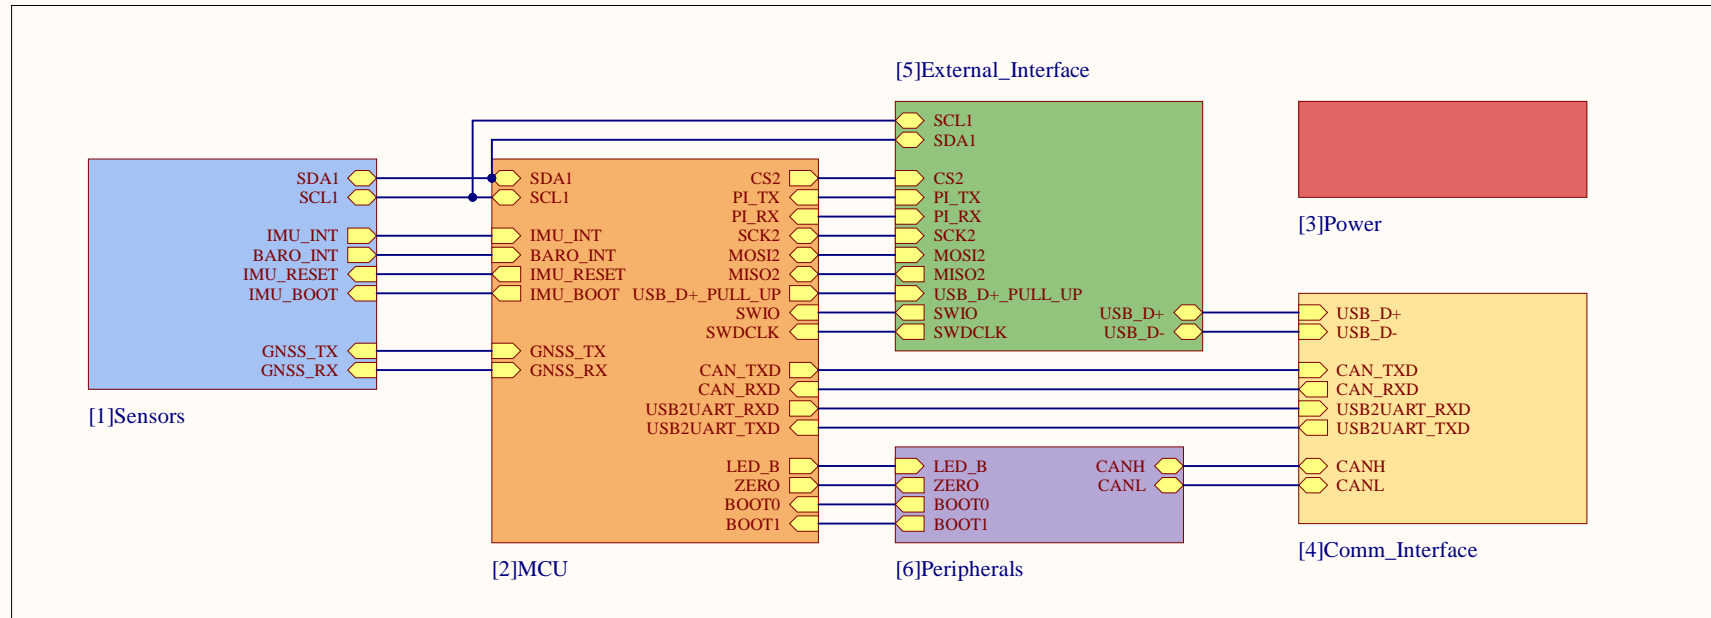 [5]External_Interface
SCL1
SDA1
CS2
PI_TX
PI_RX
SCK2
MOSI2
MISO2
USB_D+_PULL_UP
SWIO
SWDCLK
USB_D+
USB_D-
[3]Power
SDA1
SCL1
IMU_INT
BARO_INT
IMU_RESET
IMU_BOOT
GNSS_TX
GNSS_RX
[1]Sensors
SDA1
SCL1
IMU_INT
BARO_INT
IMU_RESET
IMU_BOOT
GNSS_TX
GNSS_RX
CS2
PI_TX
PI_RX
SCK2
MOSI2
MISO2
USB_D+_PULL_UP
SWIO
SWDCLK
CAN_TXD
CAN_RXD
USB2UART_RXD
USB2UART_TXD
LED_B
ZERO
BOOT0
BOOT1
[2]MCU
LED_B
ZERO
BOOT0
BOOT1
CANH
CANL
[6]Peripherals
USB_D+
USB_D-
CAN_TXD
CAN_RXD
USB2UART_RXD
USB2UART_TXD
CANH
CANL
[4]Comm_Interface